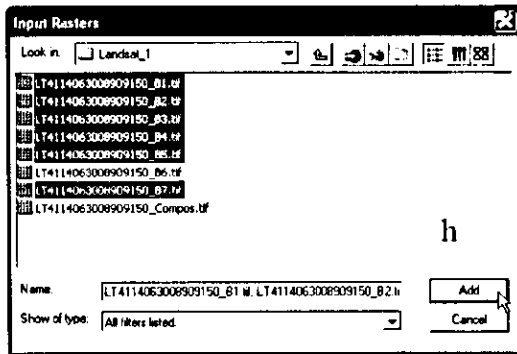 Input Rasters
Look in: Landsat_1
LT4114063008909150_B1.tif
LT4114063008909150_B2.tif
LT4114063008909150_B3.tif
LT4114063008909150_B4.tif
LT4114063008909150_B5.tif
LT4114063008909150_B6.tif
LT4114063008909150_B7.tif
LT4114063008909150_Compos.tif
h
Name: LT4114063008909150_B1.tif, LT4114063008909150_B2.ti
Add
Show of type: All filters listed.
Cancel